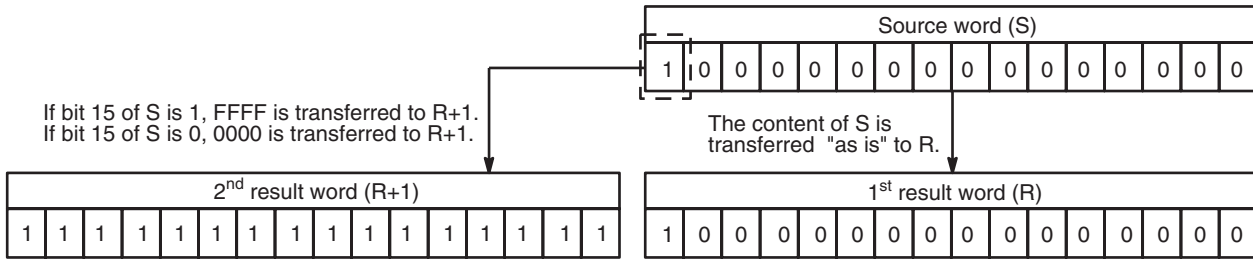 Source word (S)
1 0 0 0 0 0 0 0 0 0 0 0 0 0 0 0
If bit 15 of S is 1, FFFF is transferred to R+1.
If bit 15 of S is 0, 0000 is transferred to R+1.
The content of S is
transferred "as is" to R.
2nd result word (R+1)
1 1 1 1 1 1 1 1 1 1 1 1 1 1 1 1
1st result word (R)
1 0 0 0 0 0 0 0 0 0 0 0 0 0 0 0